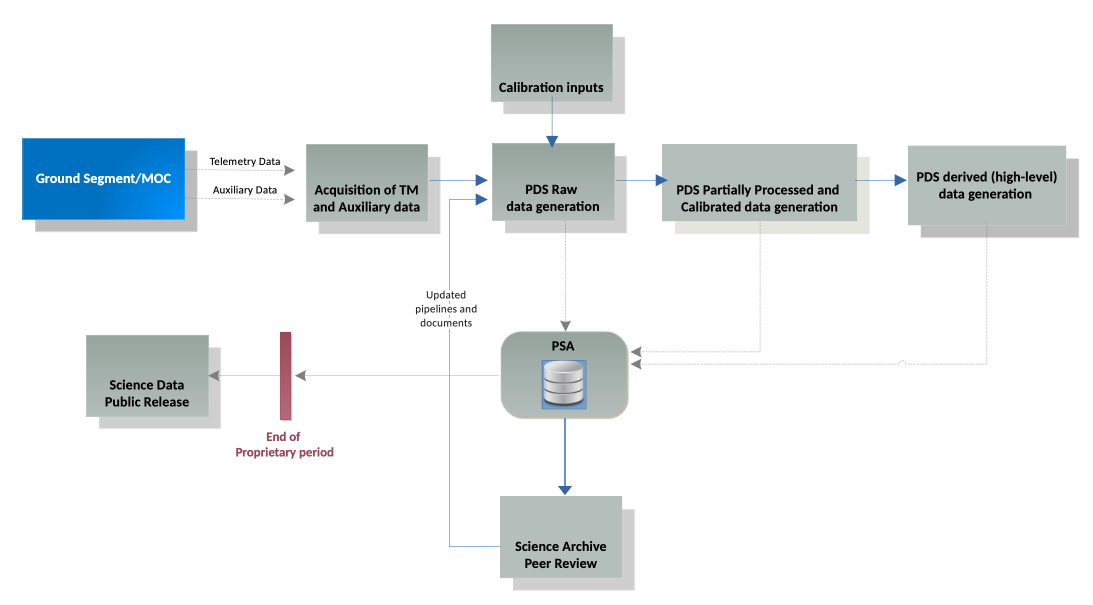 Calibration inputs
Ground Segment/MOC
Telemetry Data
Auxiliary Data
Acquisition of TM
and Auxiliary data
PDS Raw
data generation
PDS Partially Processed and
Calibrated data generation
PDS derived (high-level)
data generation
Updated
pipelines and
documents
PSA
Science Data
Public Release
End of
Proprietary period
Science Archive
Peer Review